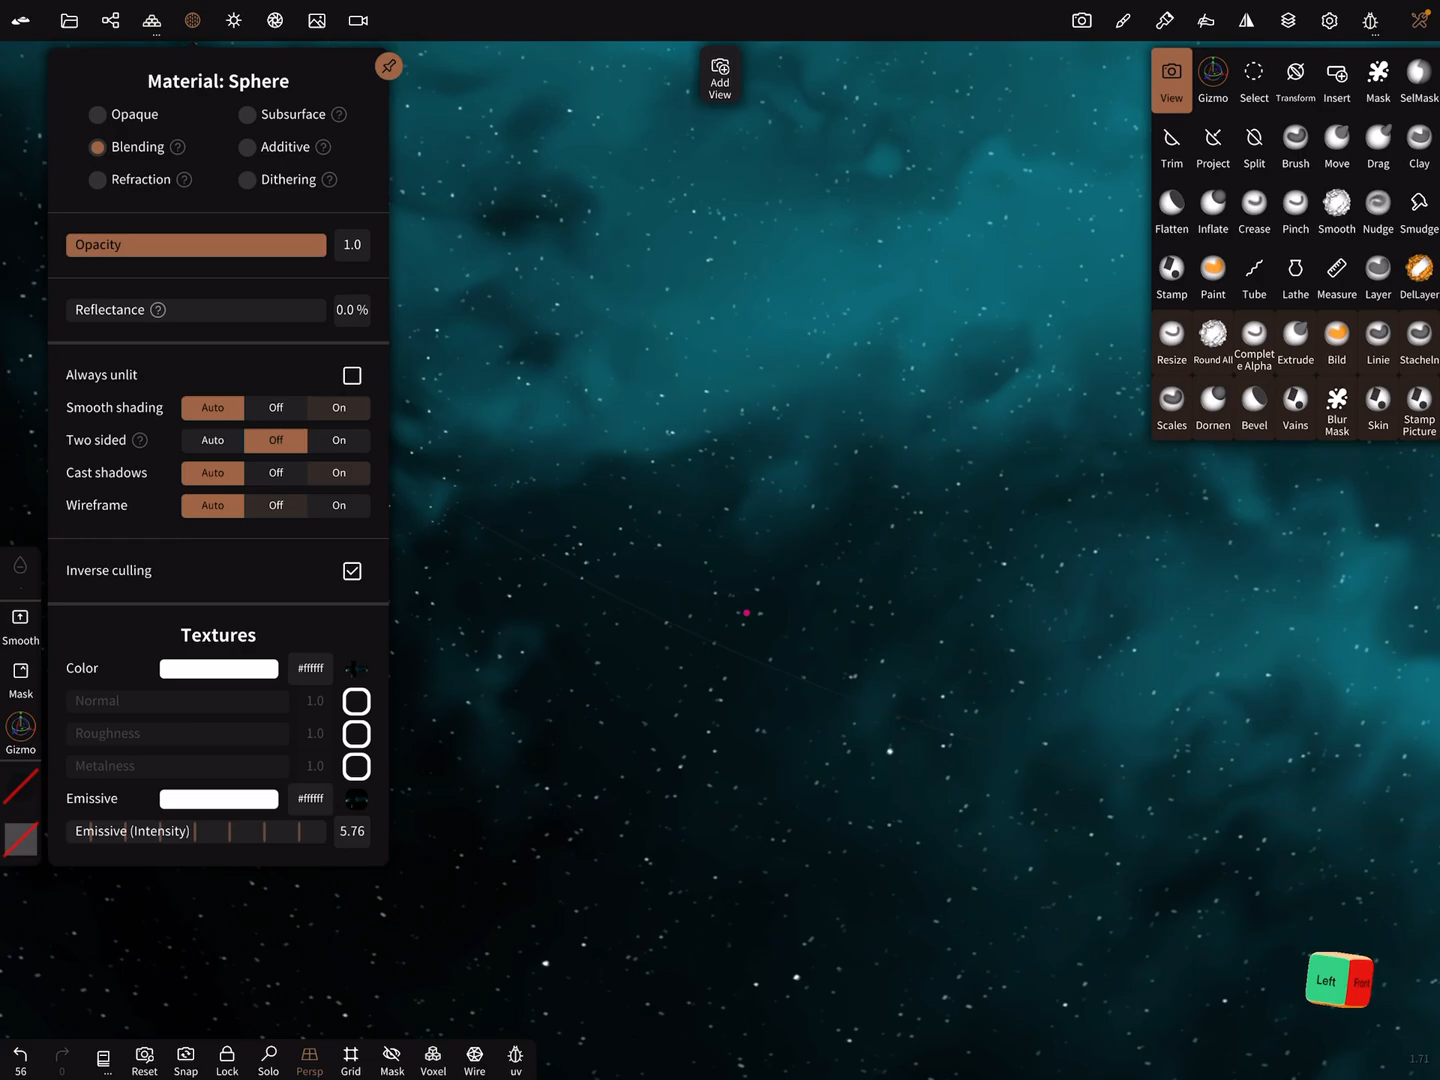 Add
View
Material: Sphere
Opaque
Subsurface ?
Blending ?
Additive ?
Refraction ?
Dithering ?
Opacity 1.0
Reflectance ? 0.0 %
Always unlit
Smooth shading Auto Off On
Two sided ? Auto Off On
Cast shadows Auto Off On
Wireframe Auto Off On
Inverse culling
Textures
Color #ffffff
Normal 1.0
Roughness 1.0
Metalness 1.0
Emissive #ffffff
Emissive (Intensity) 5.76
Smooth
Mask
Gizmo
View Gizmo Select Transform Insert Mask SelMask
Trim Project Split Brush Move Drag Clay
Flatten Inflate Crease Pinch Smooth Nudge Smudge
Stamp Paint Tube Lathe Measure Layer DelLayer
Resize Round All Complet
e Alpha Extrude Bild Linie Stacheln
Scales Dornen Bevel Vains Blur
Mask Skin Stamp
Picture
Left Front
56 0 ... Reset Snap Lock Solo Persp Grid Mask Voxel Wire uv
1.71